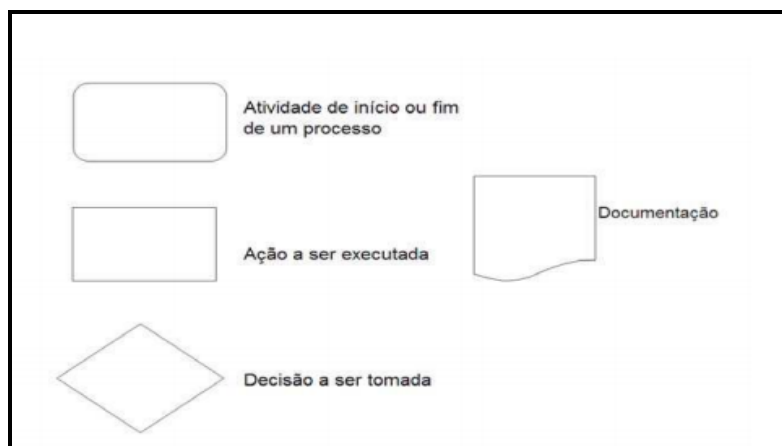 Atividade de início ou fim
de um processo
Documentação
Ação a ser executada
Decisão a ser tomada